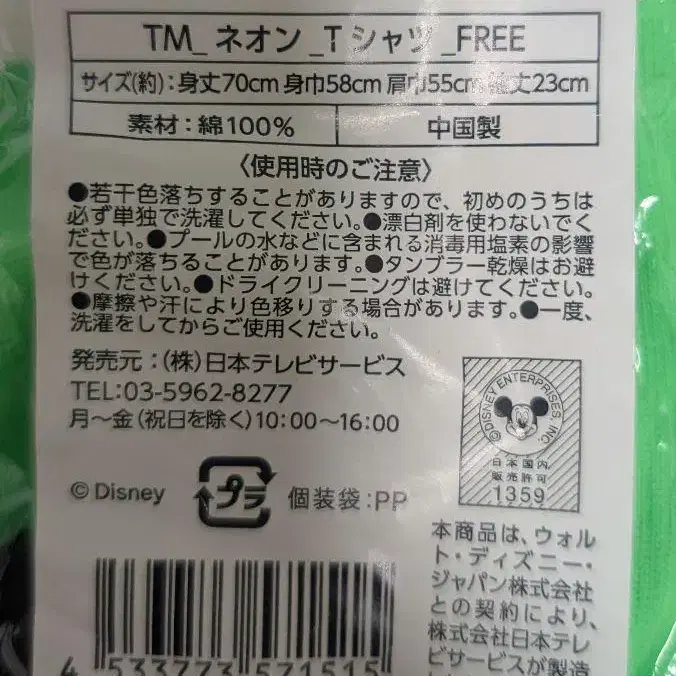 TM_ ネオン _T シャツ _FREE
サイズ(約)：身丈70cm 身巾58cm 肩巾55cm 袖丈23cm
素材：綿100%
中国製
〈使用時のご注意〉
●若干色落ちすることがありますので、初めのうちは
必ず単独で洗濯してください。●漂白剤を使わないでく
ださい。●プールの水などに含まれる消毒用塩素の影響
で色が落ちることがあります。●タンブラー乾燥はお避
けください。●ドライクリーニングは避けてください。
●摩擦や汗により色移りする場合があります。●一度、
洗濯をしてからご使用ください。
発売元：(株)日本テレビサービス
TEL:03-5962-8277
月〜金(祝日を除く)10:00〜16:00
©Disney
プラ
個装袋:PP
©DISNEY ENTERPRISES, INC.
日本国内
販売許可
1359
本商品は、ウォル
ト・ディズニー・
ジャパン株式会社
との契約により、
株式会社日本テレ
ビサービスが製造
4 533773 571515